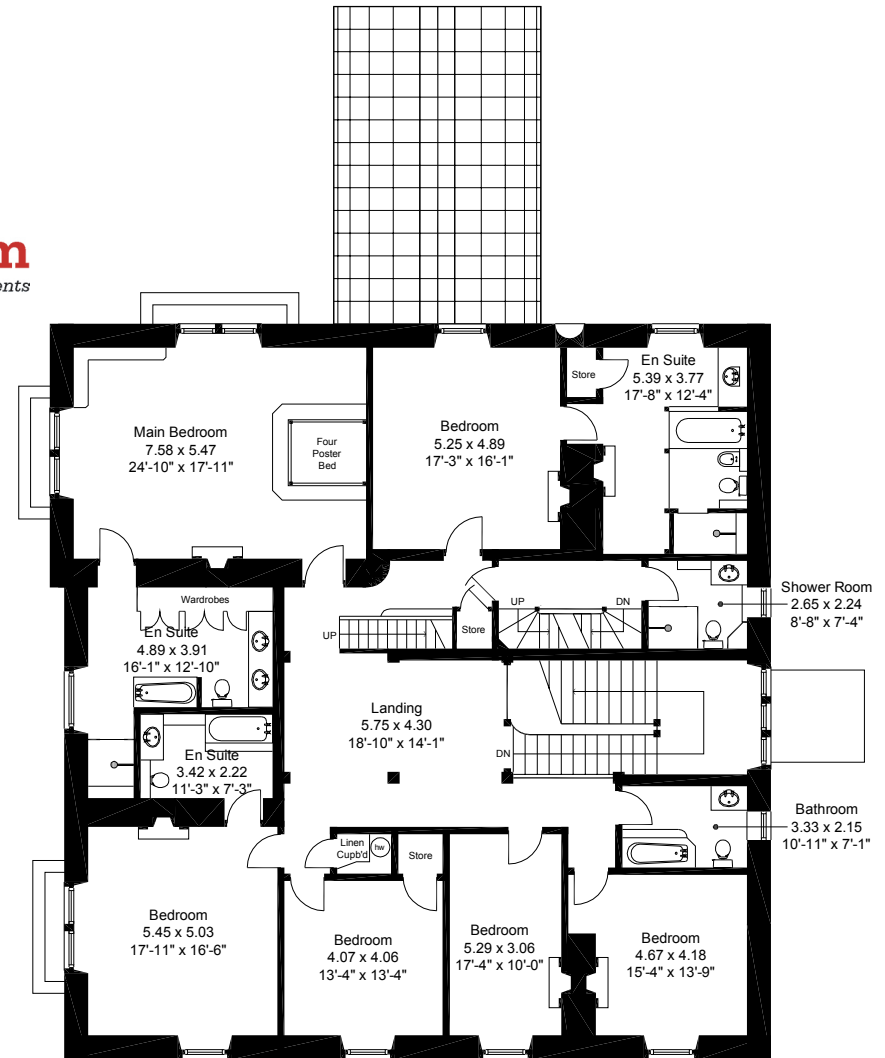 m
ents
Main Bedroom
7.58 x 5.47
24'-10" x 17'-11"
Four
Poster
Bed
Bedroom
5.25 x 4.89
17'-3" x 16'-1"
Store
En Suite
5.39 x 3.77
17'-8" x 12'-4"
Wardrobes
En Suite
4.89 x 3.91
16'-1" x 12'-10"
UP
Store
UP
DN
Shower Room
2.65 x 2.24
8'-8" x 7'-4"
Landing
5.75 x 4.30
18'-10" x 14'-1"
DN
En Suite
3.42 x 2.22
11'-3" x 7'-3"
Bathroom
3.33 x 2.15
10'-11" x 7'-1"
Linen
Cupb'd
hw
Store
Bedroom
5.45 x 5.03
17'-11" x 16'-6"
Bedroom
4.07 x 4.06
13'-4" x 13'-4"
Bedroom
5.29 x 3.06
17'-4" x 10'-0"
Bedroom
4.67 x 4.18
15'-4" x 13'-9"